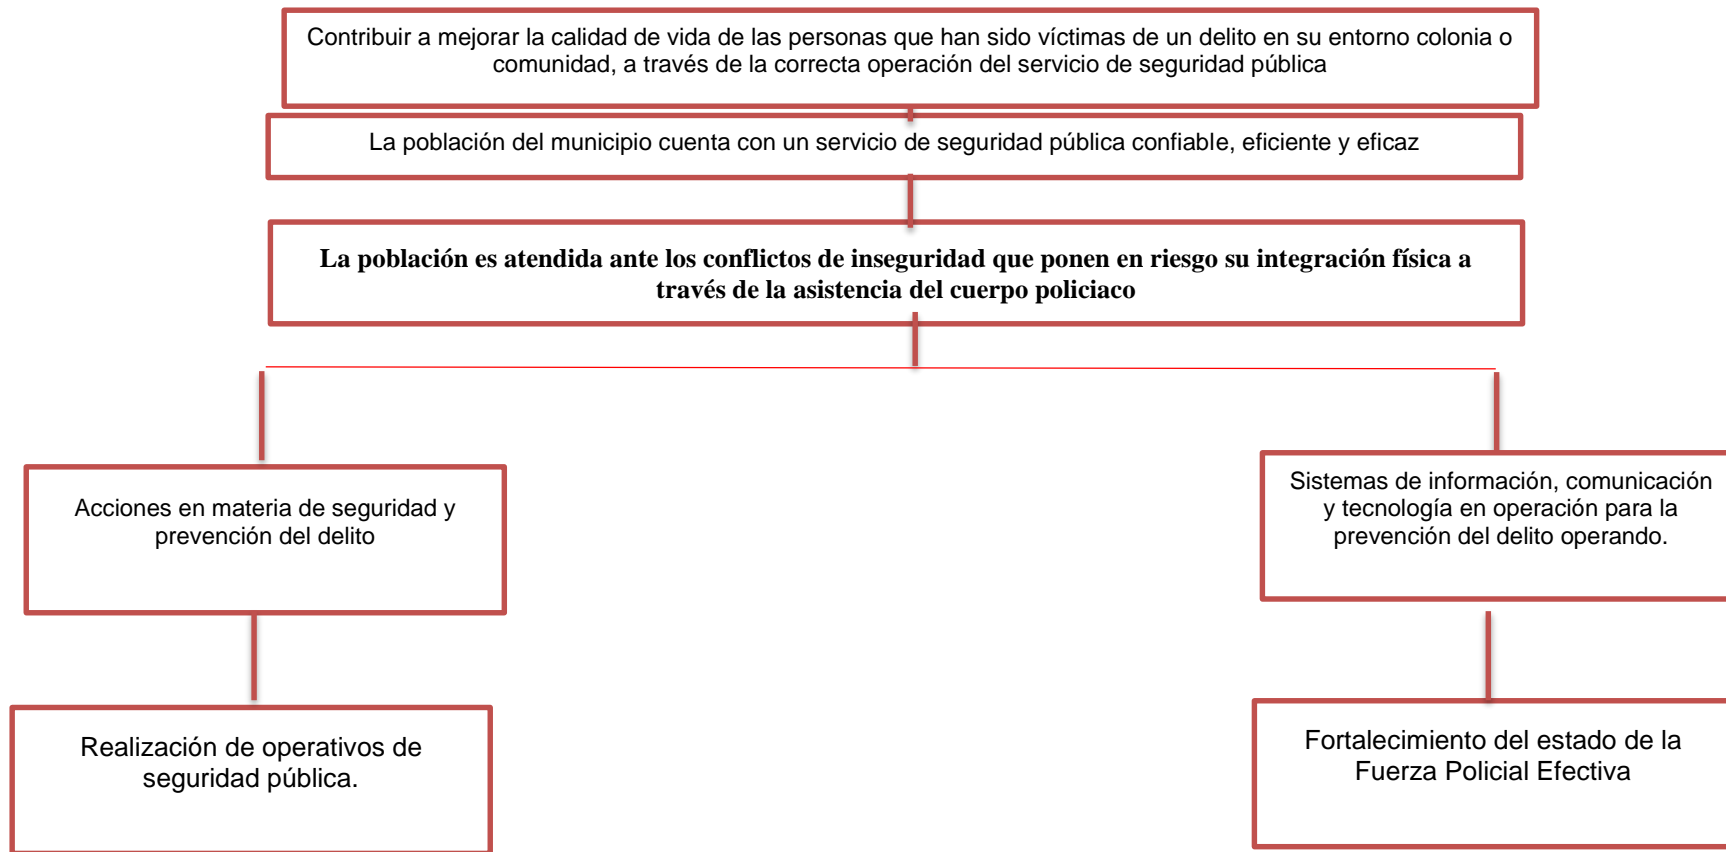 Contribuir a mejorar la calidad de vida de las personas que han sido víctimas de un delito en su entorno colonia o
comunidad, a través de la correcta operación del servicio de seguridad pública
La población del municipio cuenta con un servicio de seguridad pública confiable, eficiente y eficaz
La población es atendida ante los conflictos de inseguridad que ponen en riesgo su integración física a
través de la asistencia del cuerpo policiaco
Acciones en materia de seguridad y
prevención del delito
Sistemas de información, comunicación
y tecnología en operación para la
prevención del delito operando.
Realización de operativos de
seguridad pública.
Fortalecimiento del estado de la
Fuerza Policial Efectiva